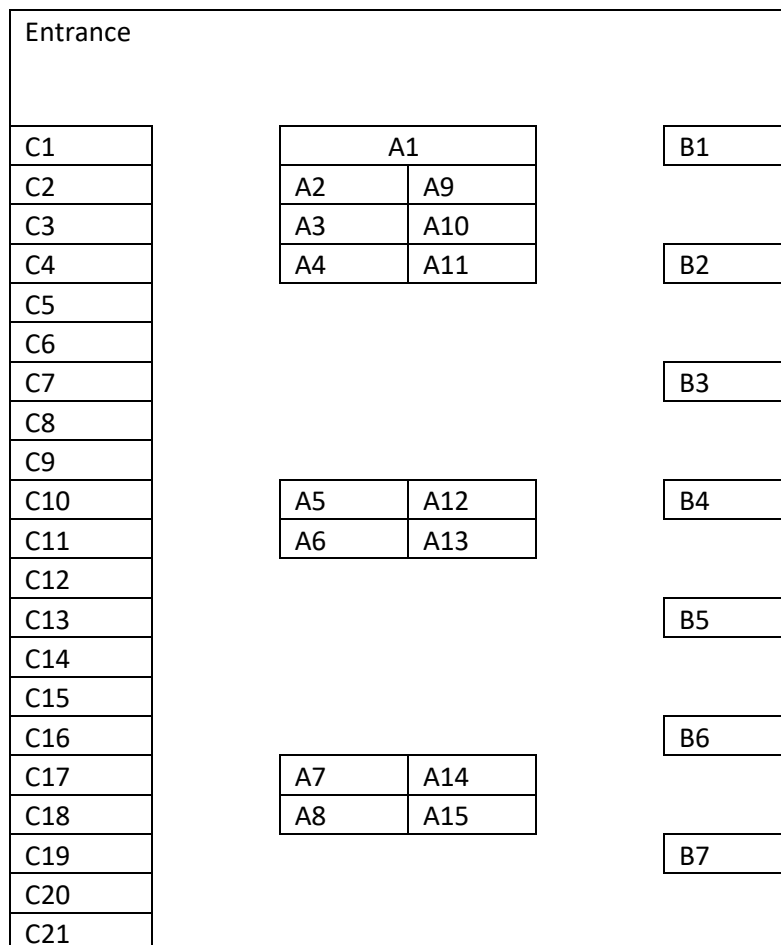 Entrance
C1 A1 B1
C2 A2 A9
C3 A3 A10
C4 A4 A11 B2
C5
C6
C7 B3
C8
C9
C10 A5 A12 B4
C11 A6 A13
C12
C13 B5
C14
C15
C16 B6
C17 A7 A14
C18 A8 A15
C19 B7
C20
C21